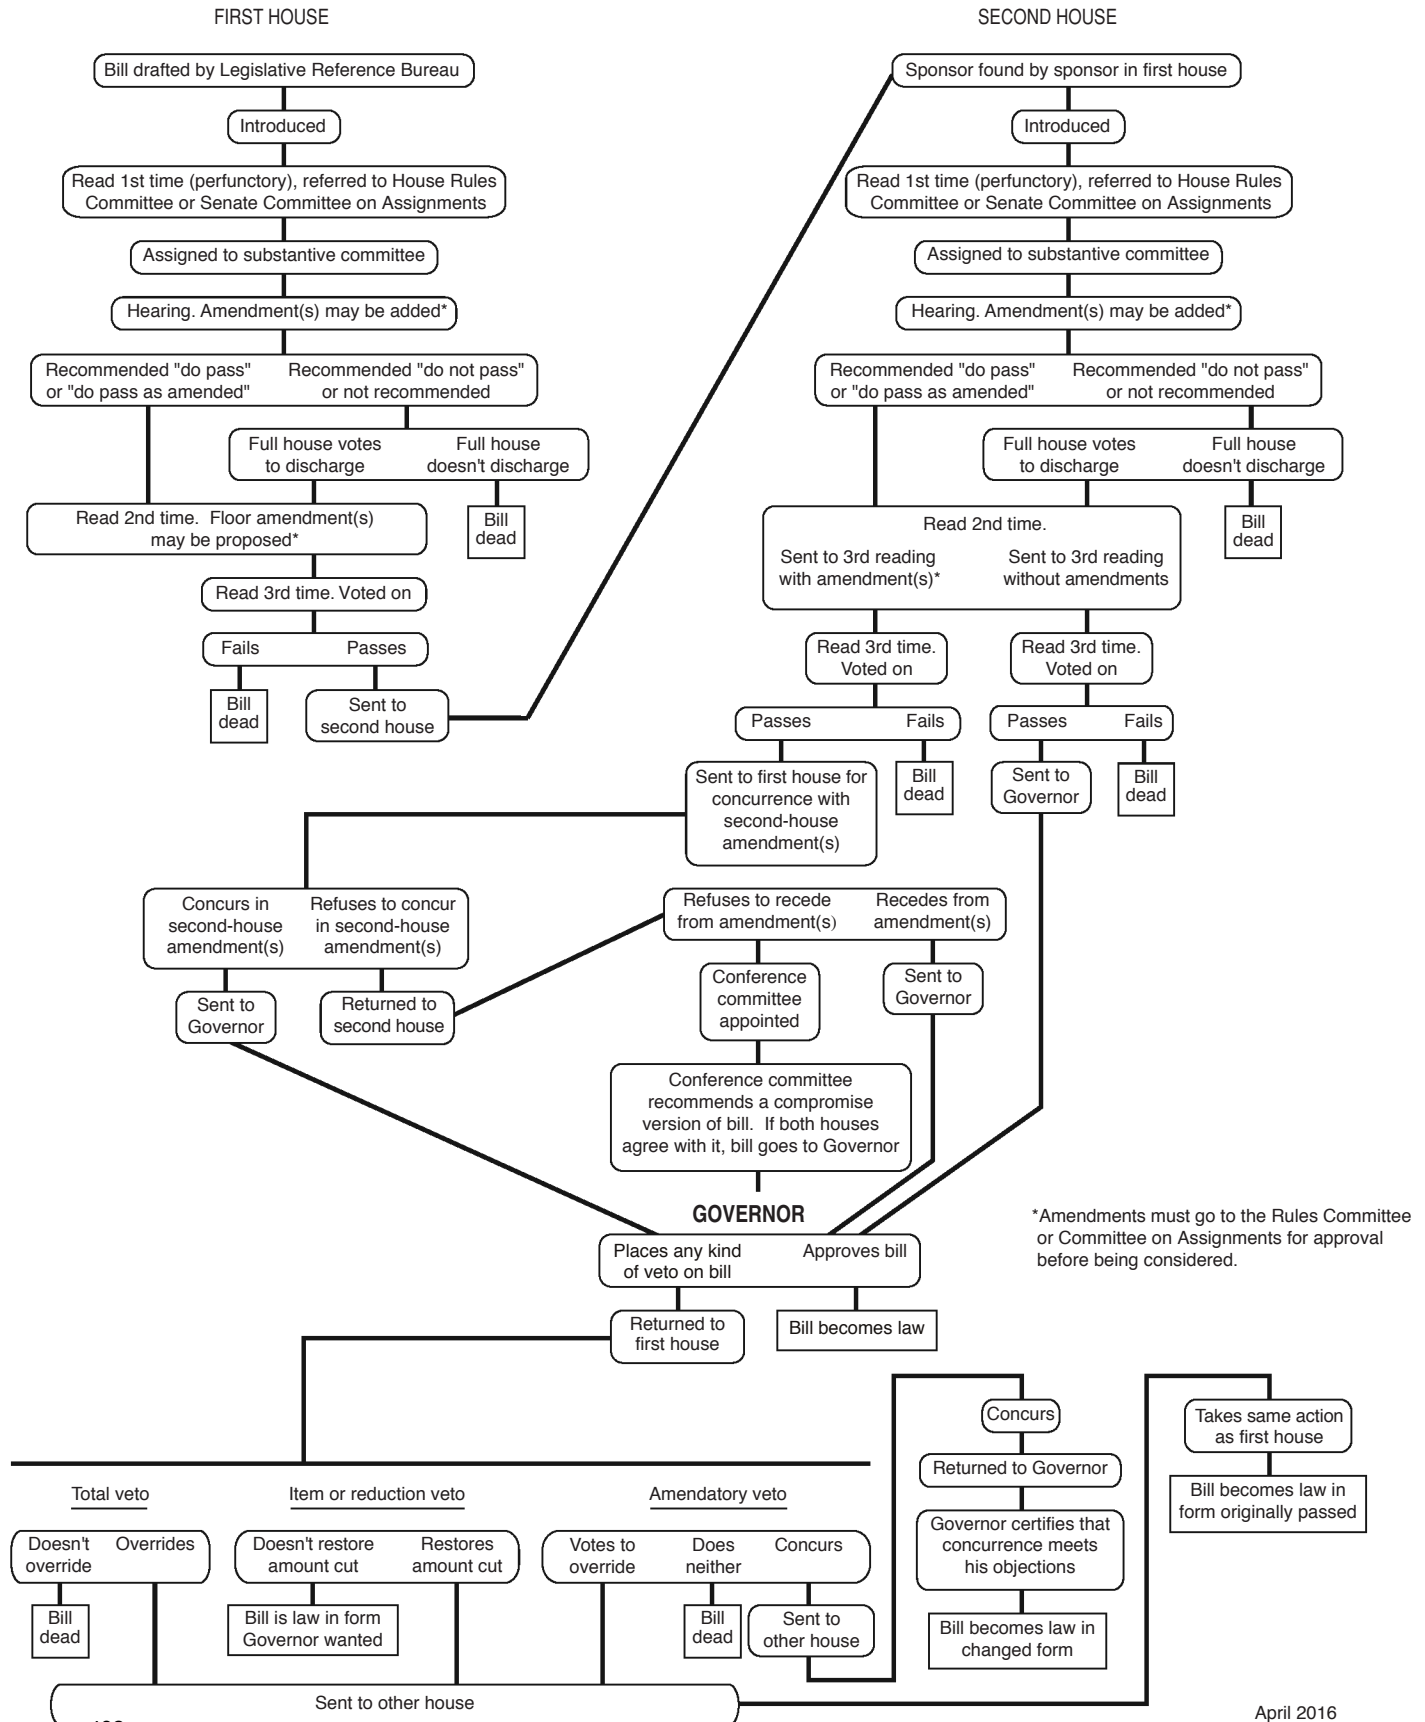 FIRST HOUSE
SECOND HOUSE
Bill drafted by Legislative Reference Bureau
Introduced
Read 1st time (perfunctory), referred to House Rules
Committee or Senate Committee on Assignments
Assigned to substantive committee
Hearing. Amendment(s) may be added*
Recommended "do pass"
or "do pass as amended"
Recommended "do not pass"
or not recommended
Full house votes
to discharge
Full house
doesn't discharge
Bill
dead
Read 2nd time.  Floor amendment(s)
may be proposed*
Read 3rd time. Voted on
Fails
Passes
Bill
dead
Sent to
second house
Sponsor found by sponsor in first house
Introduced
Read 1st time (perfunctory), referred to House Rules
Committee or Senate Committee on Assignments
Assigned to substantive committee
Hearing. Amendment(s) may be added*
Recommended "do pass"
or "do pass as amended"
Recommended "do not pass"
or not recommended
Full house votes
to discharge
Full house
doesn't discharge
Bill
dead
Read 2nd time.
Sent to 3rd reading
with amendment(s)*
Sent to 3rd reading
without amendments
Read 3rd time.
Voted on
Read 3rd time.
Voted on
Passes
Fails
Passes
Fails
Sent to first house for
concurrence with
second-house
amendment(s)
Bill
dead
Sent to
Governor
Bill
dead
Concurs in
second-house
amendment(s)
Refuses to concur
in second-house
amendment(s)
Refuses to recede
from amendment(s)
Recedes from
amendment(s)
Sent to
Governor
Returned to
second house
Conference
committee
appointed
Sent to
Governor
Conference committee
recommends a compromise
version of bill.  If both houses
agree with it, bill goes to Governor
GOVERNOR
*Amendments must go to the Rules Committee
or Committee on Assignments for approval
before being considered.
Places any kind
of veto on bill
Approves bill
Returned to
first house
Bill becomes law
Total veto
Item or reduction veto
Amendatory veto
Doesn't
override
Overrides
Doesn't restore
amount cut
Restores
amount cut
Votes to
override
Does
neither
Concurs
Bill
dead
Bill is law in form
Governor wanted
Bill
dead
Sent to
other house
Sent to other house
Concurs
Returned to Governor
Governor certifies that
concurrence meets
his objections
Bill becomes law in
changed form
Takes same action
as first house
Bill becomes law in
form originally passed
April 2016